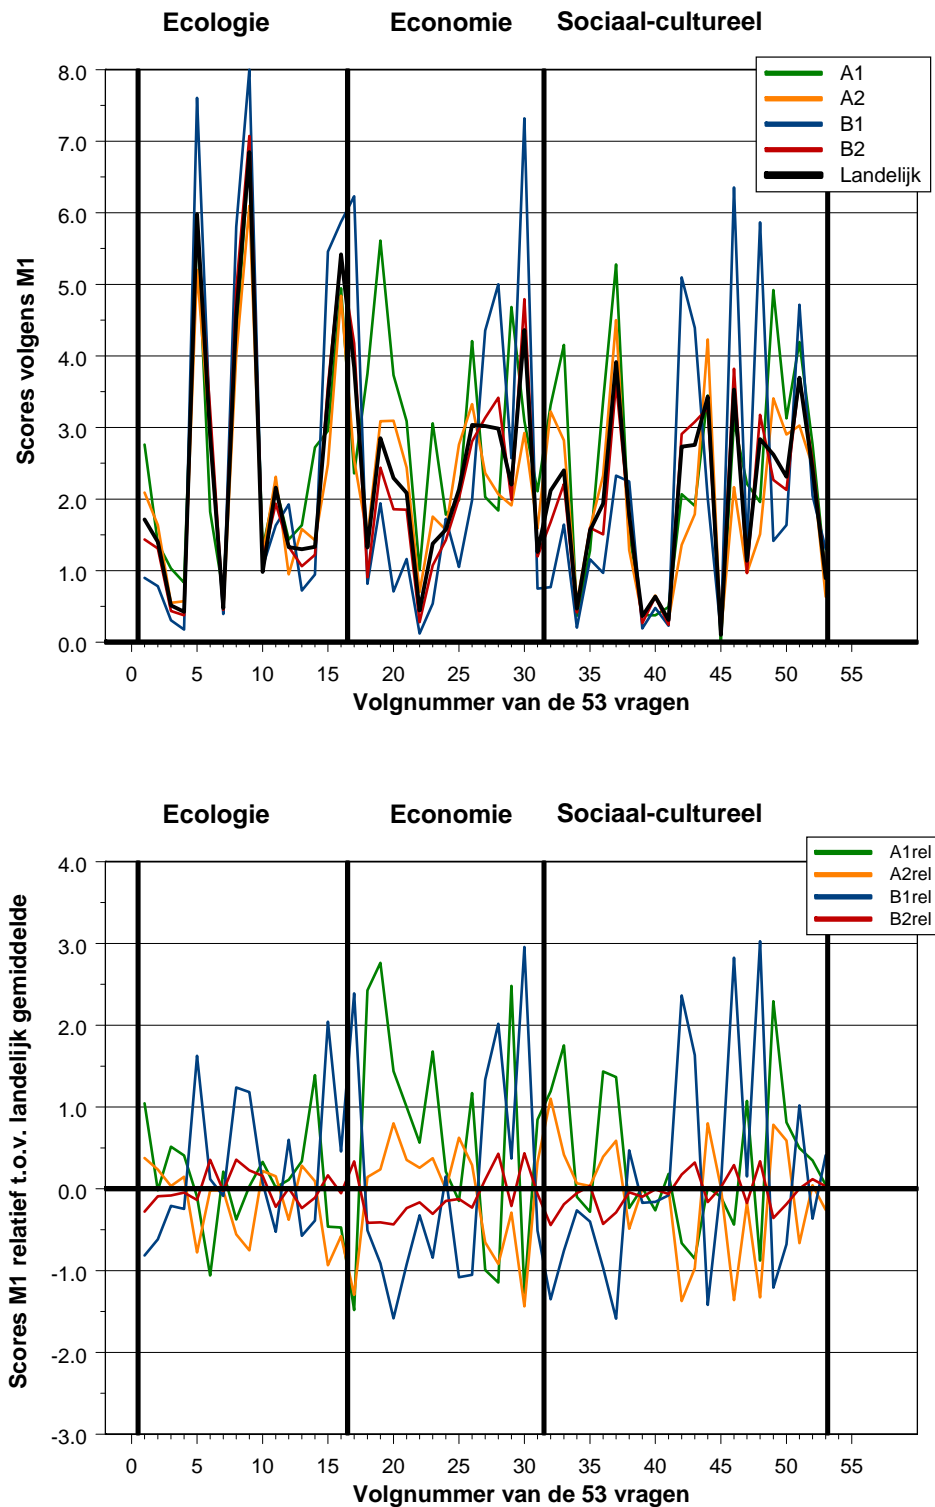 Ecologie Economie Sociaal-cultureel
A1
A2
B1
B2
Landelijk
Scores volgens M1
8.0
7.0
6.0
5.0
4.0
3.0
2.0
1.0
0.0
0 5 10 15 20 25 30 35 40 45 50 55
Volgnummer van de 53 vragen
Ecologie Economie Sociaal-cultureel
A1rel
A2rel
B1rel
B2rel
Scores M1 relatief t.o.v. landelijk gemiddelde
4.0
3.0
2.0
1.0
0.0
-1.0
-2.0
-3.0
0 5 10 15 20 25 30 35 40 45 50 55
Volgnummer van de 53 vragen